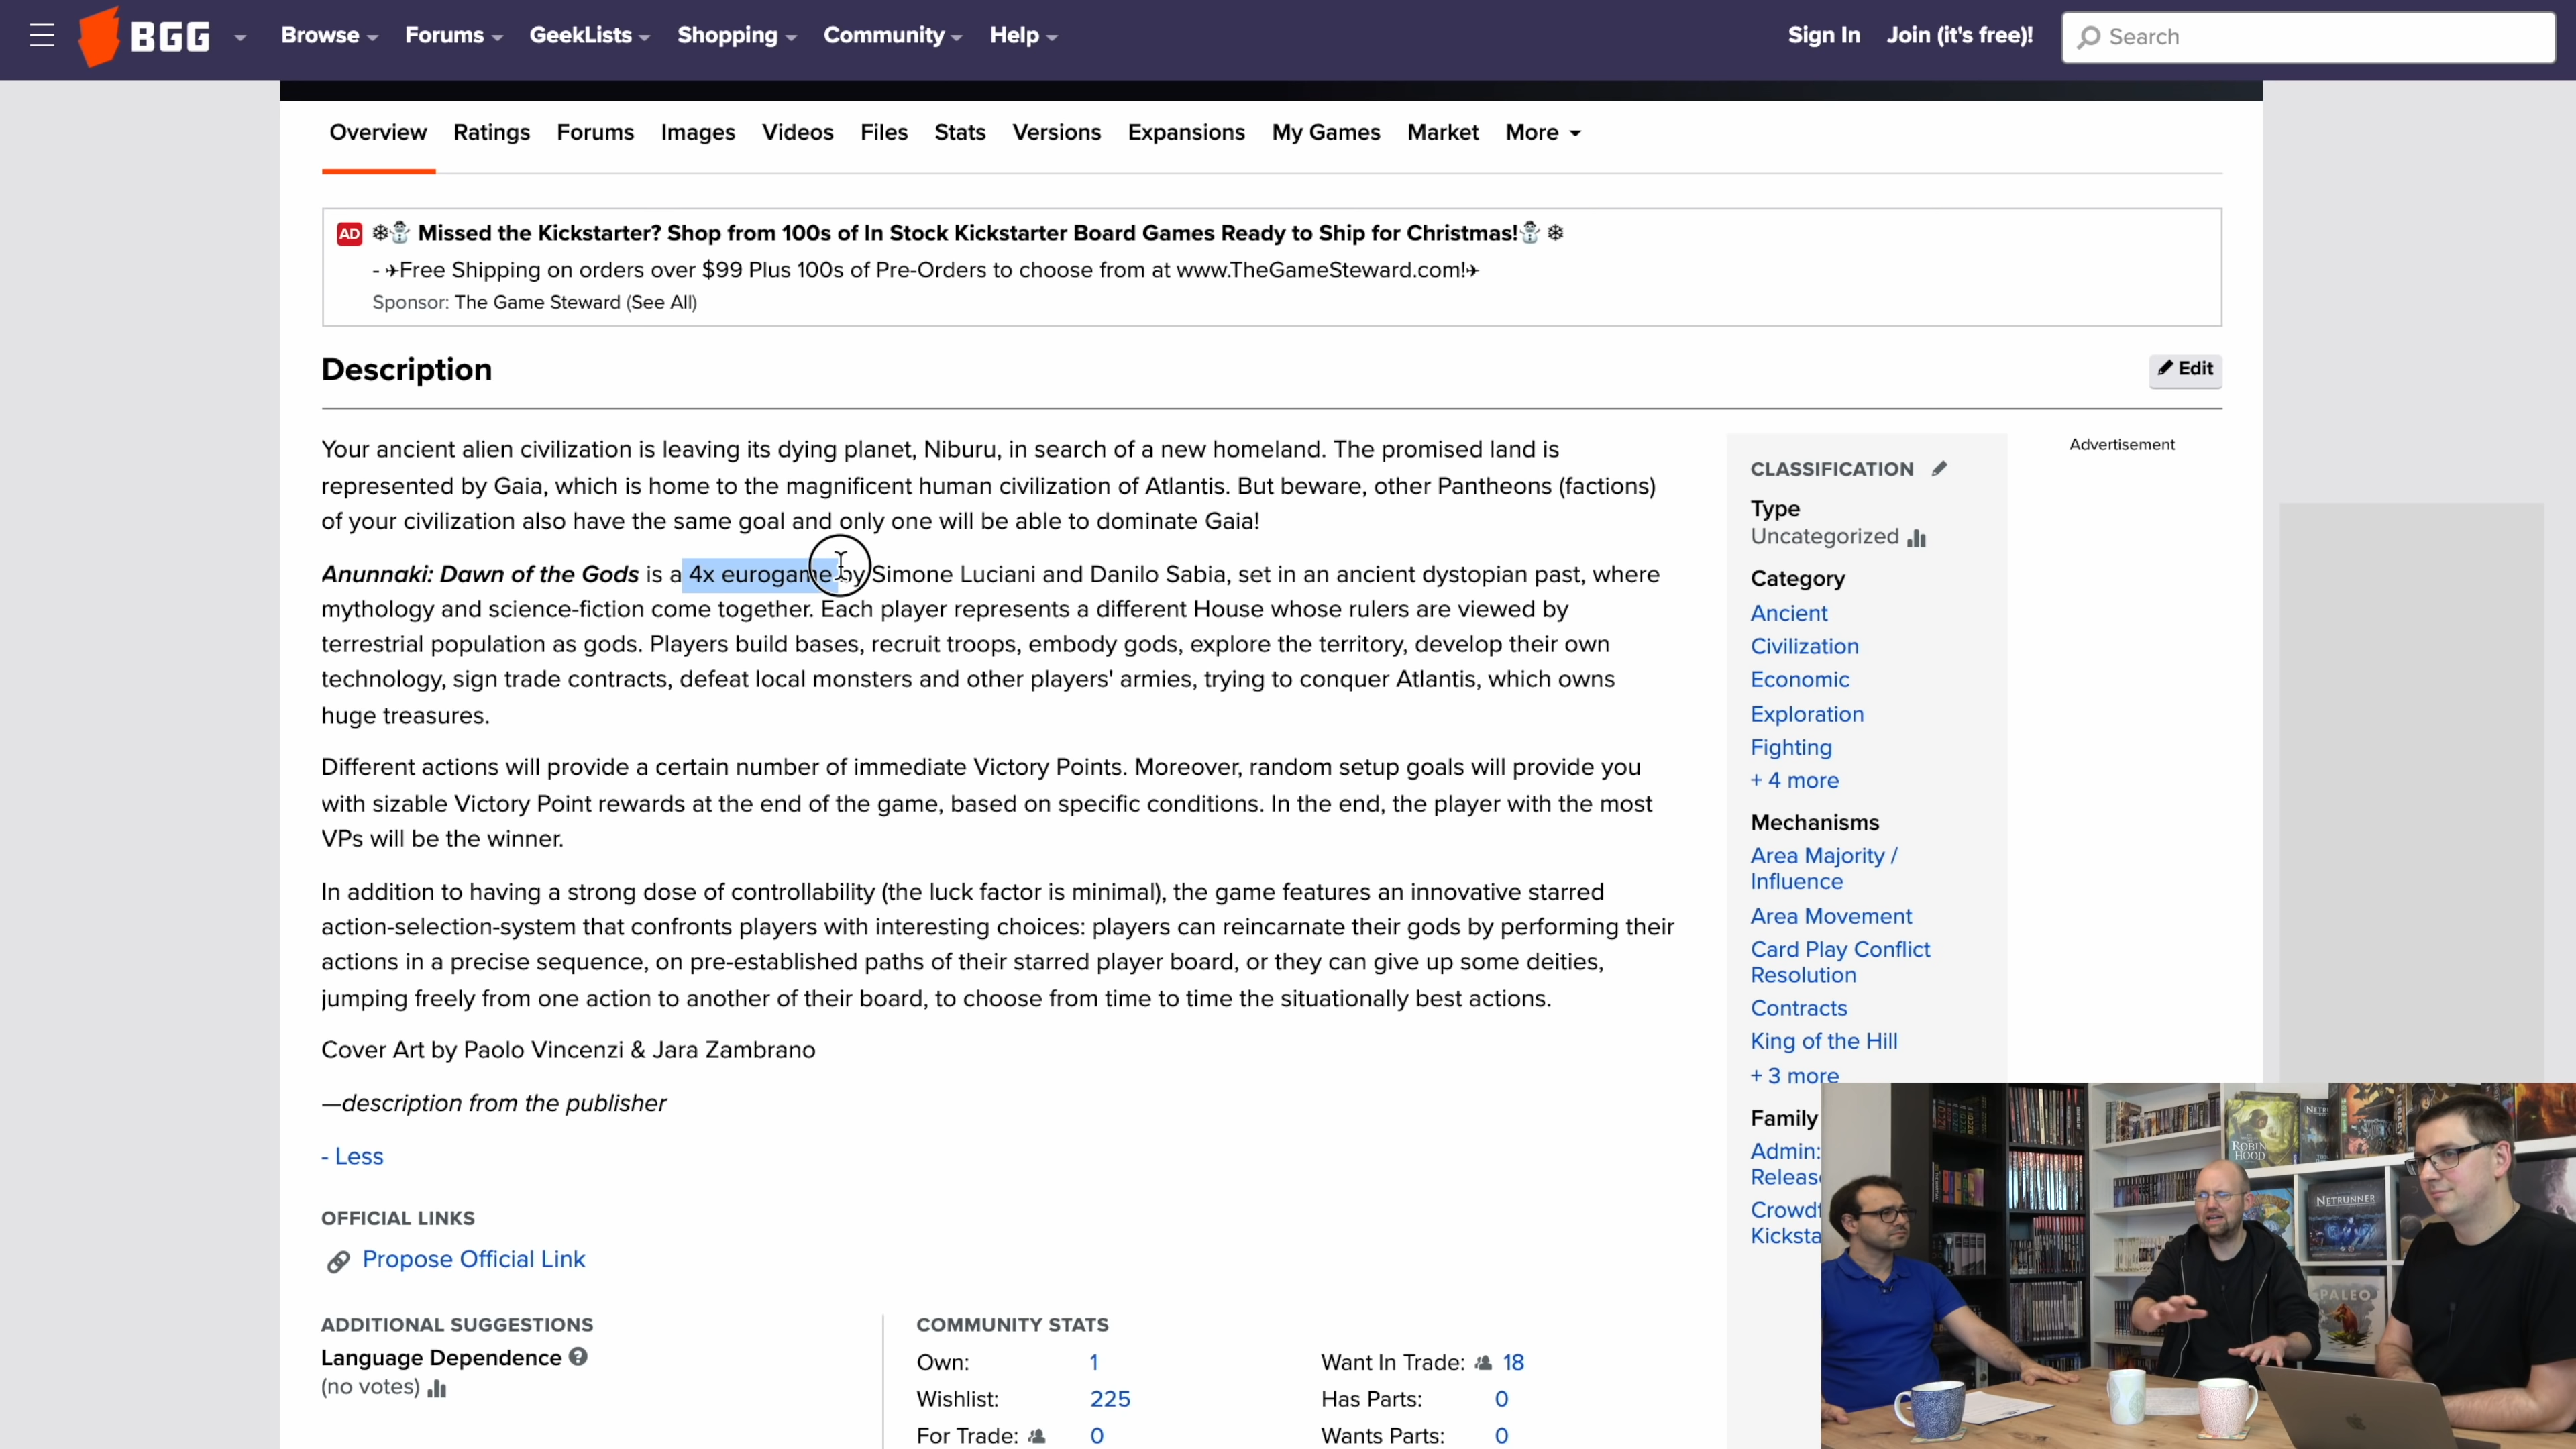 BGG
Browse Forums GeekLists Shopping Community Help
Sign In Join (it's free)! Search
Overview Ratings Forums Images Videos Files Stats Versions Expansions My Games Market More
AD ❄⛄ Missed the Kickstarter? Shop from 100s of In Stock Kickstarter Board Games Ready to Ship for Christmas!⛄ ❄
- ✈Free Shipping on orders over $99 Plus 100s of Pre-Orders to choose from at www.TheGameSteward.com!✈
Sponsor: The Game Steward (See All)
Description
Edit
Your ancient alien civilization is leaving its dying planet, Niburu, in search of a new homeland. The promised land is
represented by Gaia, which is home to the magnificent human civilization of Atlantis. But beware, other Pantheons (factions)
of your civilization also have the same goal and only one will be able to dominate Gaia!
Anunnaki: Dawn of the Gods is a 4x eurogame by Simone Luciani and Danilo Sabia, set in an ancient dystopian past, where
mythology and science-fiction come together. Each player represents a different House whose rulers are viewed by
terrestrial population as gods. Players build bases, recruit troops, embody gods, explore the territory, develop their own
technology, sign trade contracts, defeat local monsters and other players' armies, trying to conquer Atlantis, which owns
huge treasures.
Different actions will provide a certain number of immediate Victory Points. Moreover, random setup goals will provide you
with sizable Victory Point rewards at the end of the game, based on specific conditions. In the end, the player with the most
VPs will be the winner.
In addition to having a strong dose of controllability (the luck factor is minimal), the game features an innovative starred
action-selection-system that confronts players with interesting choices: players can reincarnate their gods by performing their
actions in a precise sequence, on pre-established paths of their starred player board, or they can give up some deities,
jumping freely from one action to another of their board, to choose from time to time the situationally best actions.
Cover Art by Paolo Vincenzi & Jara Zambrano
—description from the publisher
- Less
OFFICIAL LINKS
Propose Official Link
ADDITIONAL SUGGESTIONS
Language Dependence
(no votes)
COMMUNITY STATS
Own: 1
Wishlist: 225
For Trade: 0
Want In Trade: 18
Has Parts: 0
Wants Parts: 0
CLASSIFICATION
Type
Uncategorized
Category
Ancient
Civilization
Economic
Exploration
Fighting
+ 4 more
Mechanisms
Area Majority /
Influence
Area Movement
Card Play Conflict
Resolution
Contracts
King of the Hill
+ 3 more
Family
Admin:
Releas
Crowdf
Kicksta
Advertisement
ROBIN
HOOD
NETRUNNER
PALEO